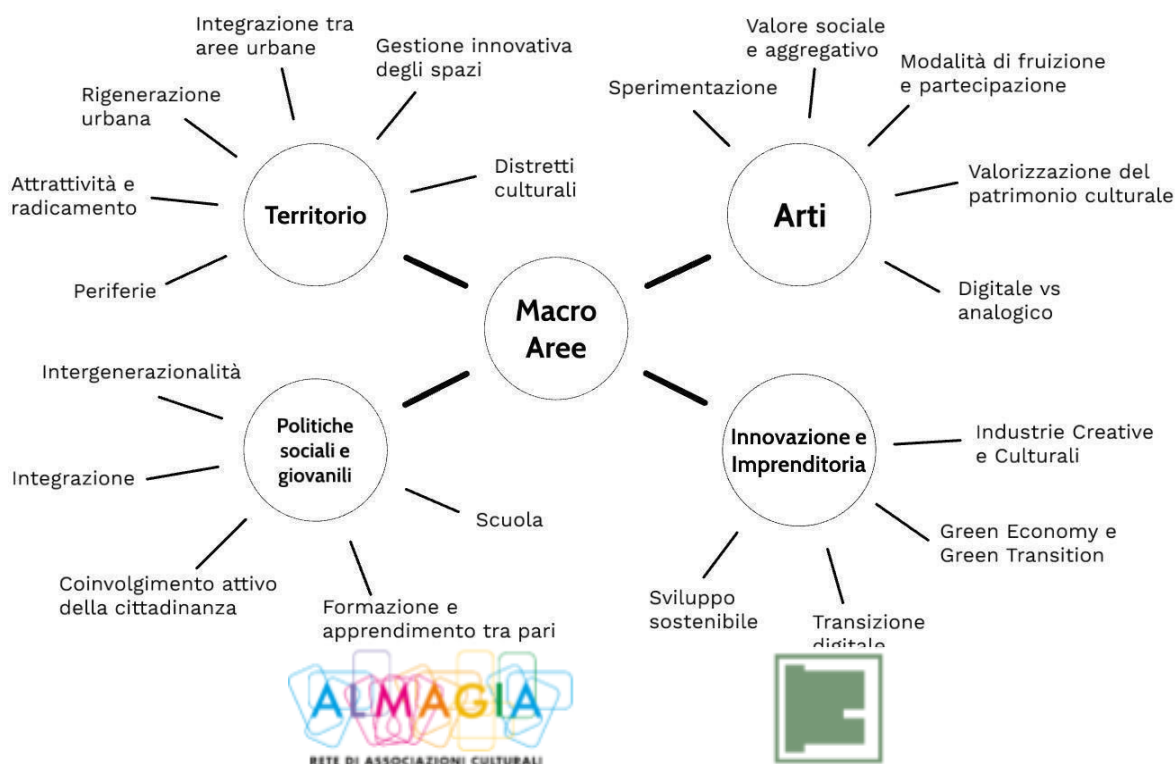 Integrazione tra
aree urbane
Gestione innovativa
degli spazi
Rigenerazione
urbana
Attrattività e
radicamento
Distretti
culturali
Periferie
Territorio
Valore sociale
e aggregativo
Modalità di fruizione
e partecipazione
Sperimentazione
Valorizzazione del
patrimonio culturale
Digitale vs
analogico
Arti
Macro
Aree
Intergenerazionalità
Integrazione
Coinvolgimento attivo
della cittadinanza
Formazione e
apprendimento tra pari
Scuola
Politiche
sociali e
giovanili
Innovazione e
Imprenditoria
Industrie Creative
e Culturali
Green Economy e
Green Transition
Sviluppo
sostenibile
Transizione
digitale
ALMAGIA
RETE DI ASSOCIAZIONI CULTURALI